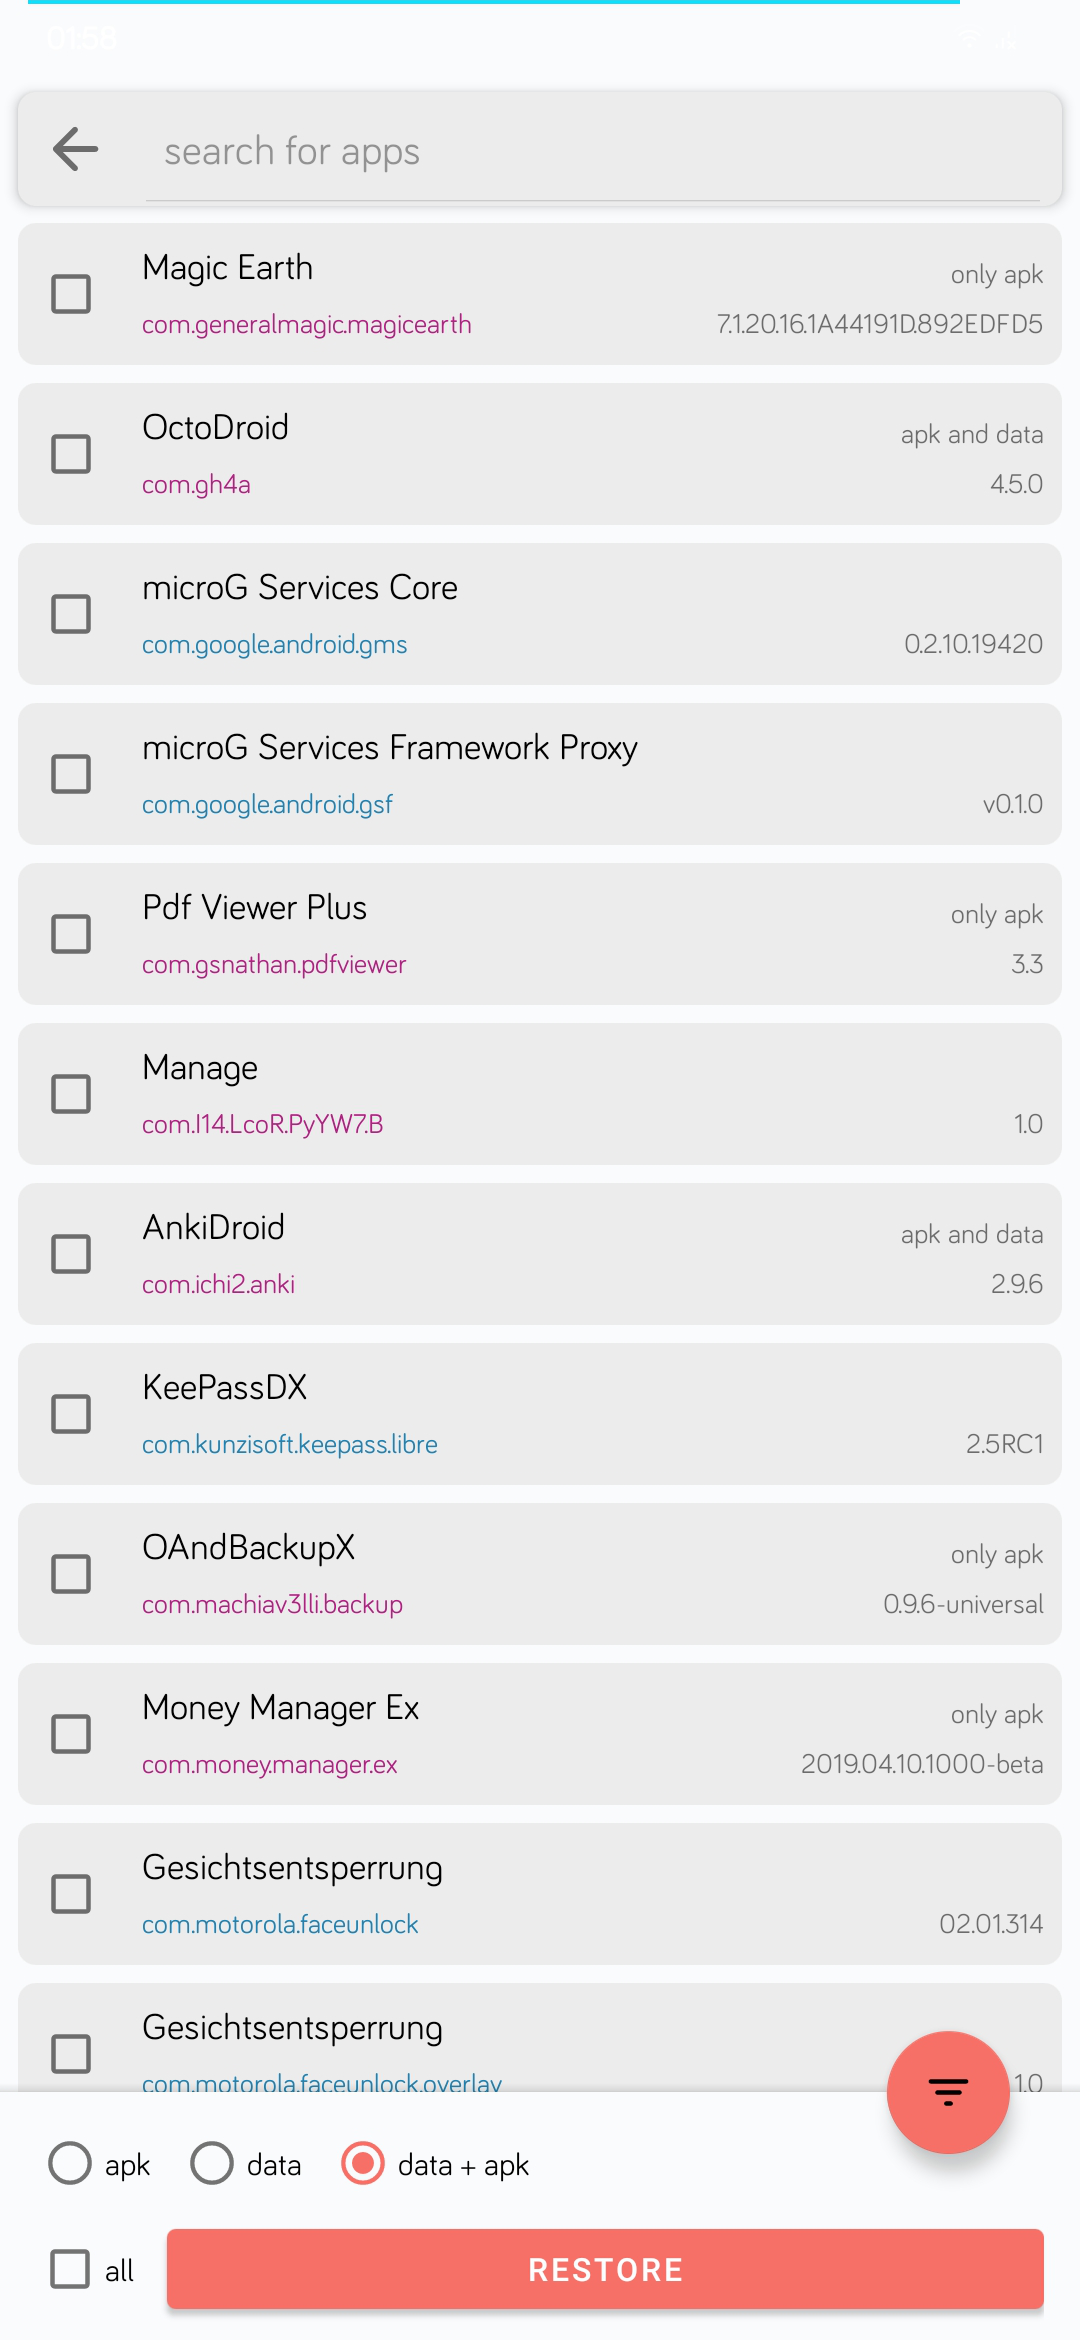 01:58
search for apps
Magic Earth
only apk
com.generalmagic.magicearth
7.1.20.16.1A44191D.892EDFD5
OctoDroid
apk and data
com.gh4a
4.5.0
microG Services Core
com.google.android.gms
0.2.10.19420
microG Services Framework Proxy
com.google.android.gsf
v0.1.0
Pdf Viewer Plus
only apk
com.gsnathan.pdfviewer
3.3
Manage
com.I14.LcoR.PyYW7.B
1.0
AnkiDroid
apk and data
com.ichi2.anki
2.9.6
KeePassDX
com.kunzisoft.keepass.libre
2.5RC1
OAndBackupX
only apk
com.machiav3lli.backup
0.9.6-universal
Money Manager Ex
only apk
com.money.manager.ex
2019.04.10.1000-beta
Gesichtsentsperrung
com.motorola.faceunlock
02.01.314
Gesichtsentsperrung
com.motorola.faceunlock.overlay
1.0
apk
data
data + apk
all
RESTORE